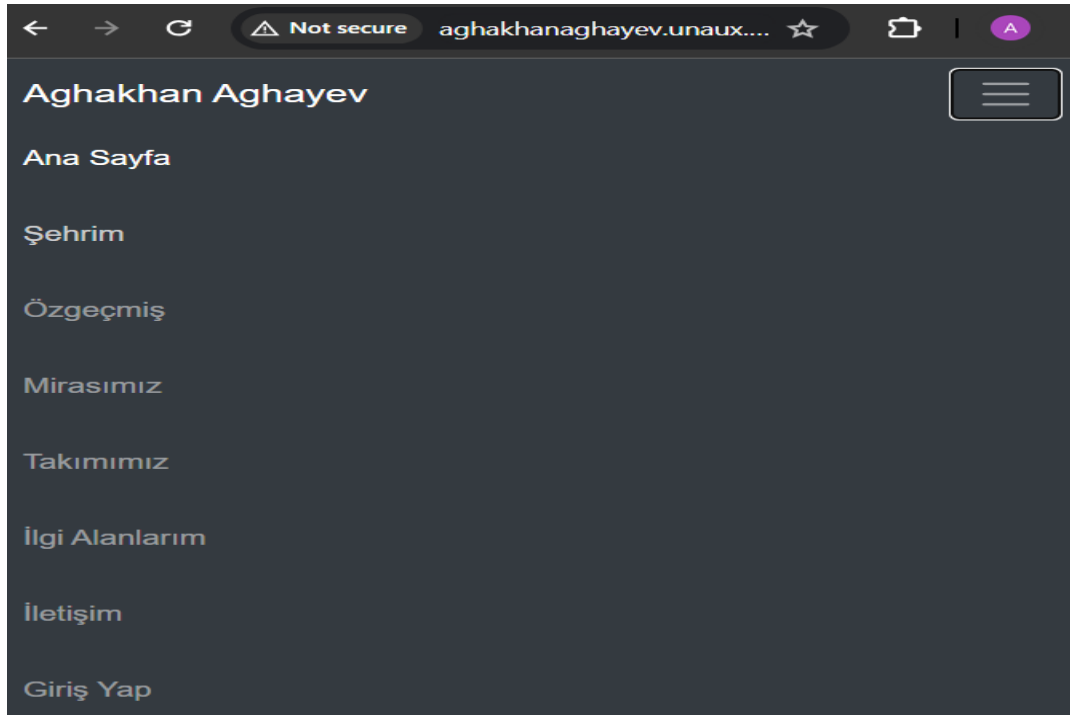 Not secure aghakhanaghayev.unaux.... A
Aghakhan Aghayev
Ana Sayfa
Şehrim
Özgeçmiş
Mirasımız
Takımımız
İlgi Alanlarım
İletişim
Giriş Yap